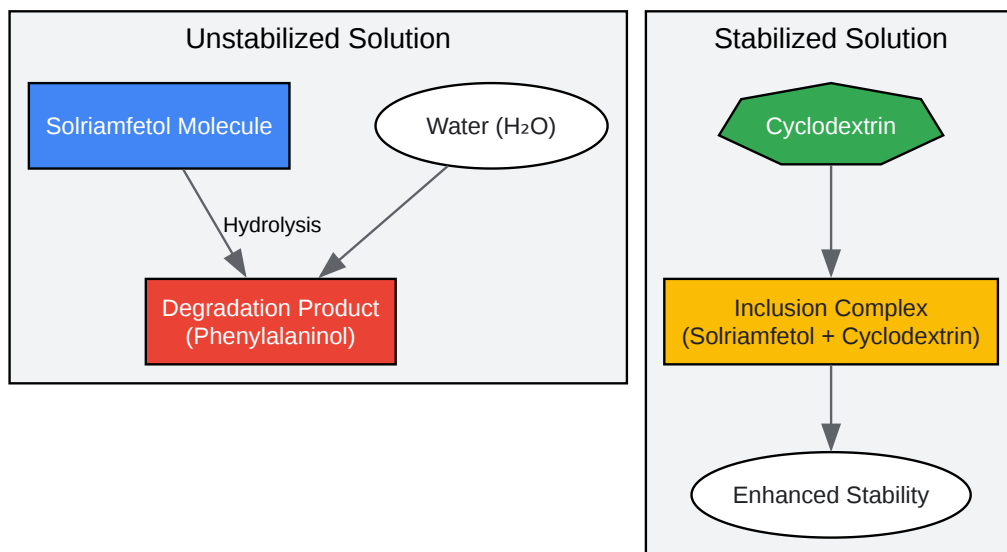 Unstabilized Solution
Solriamfetol Molecule
Water (H₂O)
Hydrolysis
Degradation Product
(Phenylalaninol)
Stabilized Solution
Cyclodextrin
Inclusion Complex
(Solriamfetol + Cyclodextrin)
Enhanced Stability